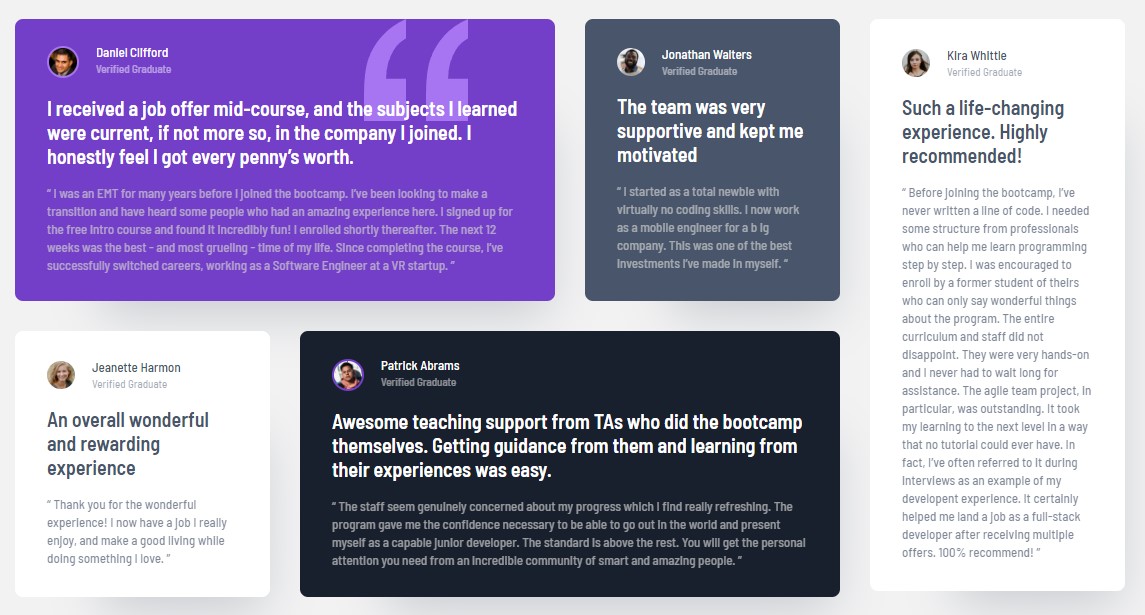 Daniel Clifford
Verified Graduate
I received a job offer mid-course, and the subjects I learned
were current, if not more so, in the company I joined. I
honestly feel I got every penny’s worth.
“ I was an EMT for many years before I joined the bootcamp. I’ve been looking to make a
transition and have heard some people who had an amazing experience here. I signed up for
the free intro course and found it incredibly fun! I enrolled shortly thereafter. The next 12
weeks was the best - and most grueling - time of my life. Since completing the course, I’ve
successfully switched careers, working as a Software Engineer at a VR startup. ”
Jonathan Walters
Verified Graduate
The team was very
supportive and kept me
motivated
“ I started as a total newbie with
virtually no coding skills. I now work
as a mobile engineer for a b ig
company. This was one of the best
investments I’ve made in myself. ”
Kira Whittle
Verified Graduate
Such a life-changing
experience. Highly
recommended!
“ Before joining the bootcamp, I’ve
never written a line of code. I needed
some structure from professionals
who can help me learn programming
step by step. I was encouraged to
enroll by a former student of theirs
who can only say wonderful things
about the program. The entire
curriculum and staff did not
disappoint. They were very hands-on
and I never had to wait long for
assistance. The agile team project, in
particular, was outstanding. It took
my learning to the next level in a way
that no tutorial could ever have. In
fact, I’ve often referred to it during
interviews as an example of my
developent experience. It certainly
helped me land a job as a full-stack
developer after receiving multiple
offers. 100% recommend! ”
Jeanette Harmon
Verified Graduate
An overall wonderful
and rewarding
experience
“ Thank you for the wonderful
experience! I now have a job I really
enjoy, and make a good living while
doing something I love. ”
Patrick Abrams
Verified Graduate
Awesome teaching support from TAs who did the bootcamp
themselves. Getting guidance from them and learning from
their experiences was easy.
“ The staff seem genuinely concerned about my progress which I find really refreshing. The
program gave me the confidence necessary to be able to go out in the world and present
myself as a capable junior developer. The standard is above the rest. You will get the personal
attention you need from an incredible community of smart and amazing people. ”